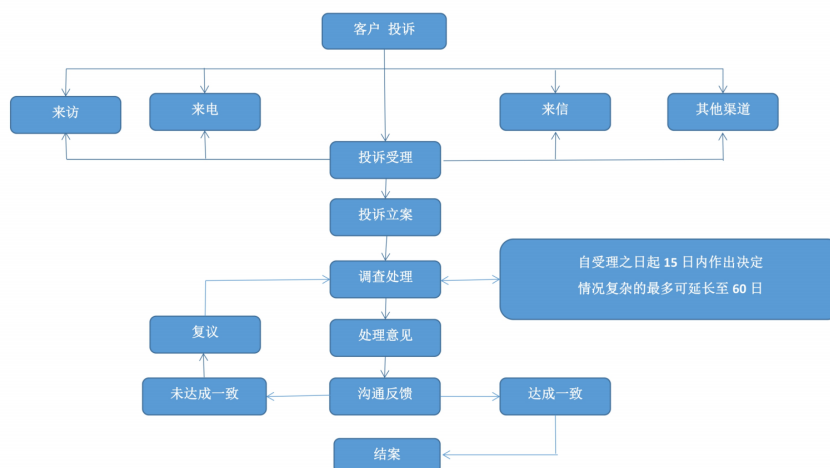 客户 投诉
来访
来电
来信
其他渠道
投诉受理
投诉立案
调查处理
自受理之日起 15 日内作出决定
情况复杂的最多可延长至 60 日
复议
处理意见
未达成一致
沟通反馈
达成一致
结案